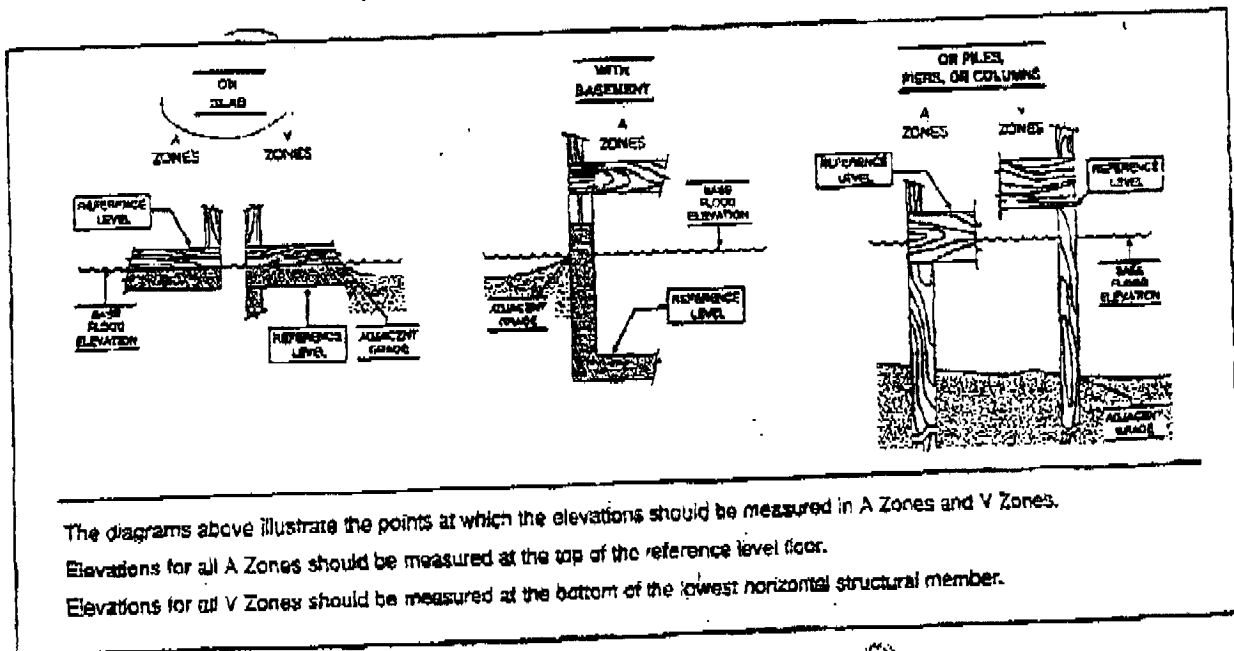 ON
SLAB
A
ZONES
V
ZONES
REFERENCE
LEVEL
BASE
FLOOD
ELEVATION
REFERENCE
LEVEL
ADJACENT
GRADE
WITH
BASEMENT
A
ZONES
BASE
FLOOD
ELEVATION
ADJACENT
GRADE
REFERENCE
LEVEL
ON PILES,
PIERS, OR COLUMNS
A
ZONES
V
ZONES
REFERENCE
LEVEL
REFERENCE
LEVEL
BASE
FLOOD
ELEVATION
ADJACENT
GRADE
The diagrams above illustrate the points at which the elevations should be measured in A Zones and V Zones.
Elevations for all A Zones should be measured at the top of the reference level floor.
Elevations for all V Zones should be measured at the bottom of the lowest horizontal structural member.